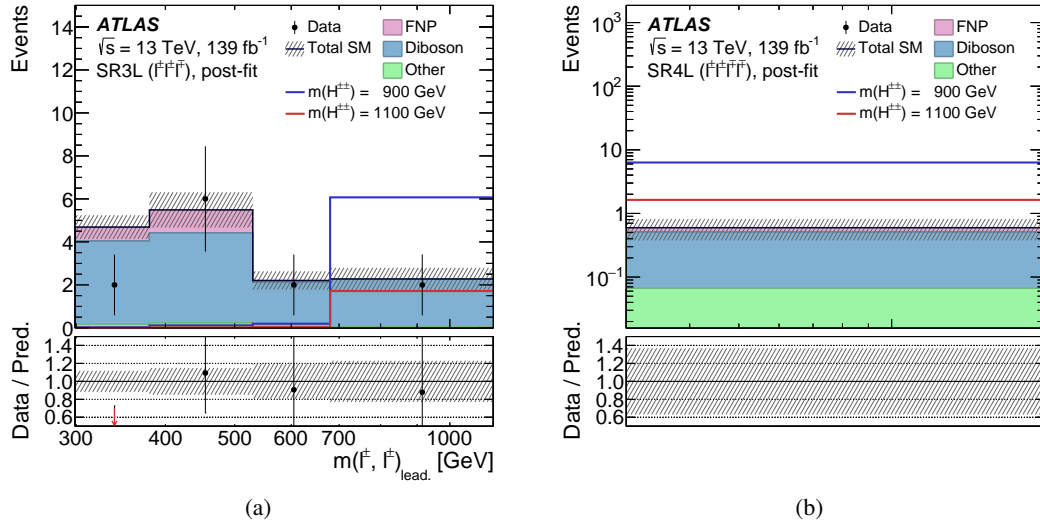 Events
ATLAS
√s = 13 TeV, 139 fb⁻¹
SR3L (l±l±l∓), post-fit
Data
Total SM
FNP
Diboson
Other
m(H±±) = 900 GeV
m(H±±) = 1100 GeV
14
12
10
8
6
4
2
0
Data / Pred.
1.4
1.2
1.0
0.8
0.6
300 400 500 600 700 1000
m(l±, l±)lead. [GeV]
(a)
Events
ATLAS
√s = 13 TeV, 139 fb⁻¹
SR4L (l±l±l∓l∓), post-fit
Data
Total SM
FNP
Diboson
Other
m(H±±) = 900 GeV
m(H±±) = 1100 GeV
10³
10²
10
1
10⁻¹
Data / Pred.
1.4
1.2
1.0
0.8
0.6
(b)